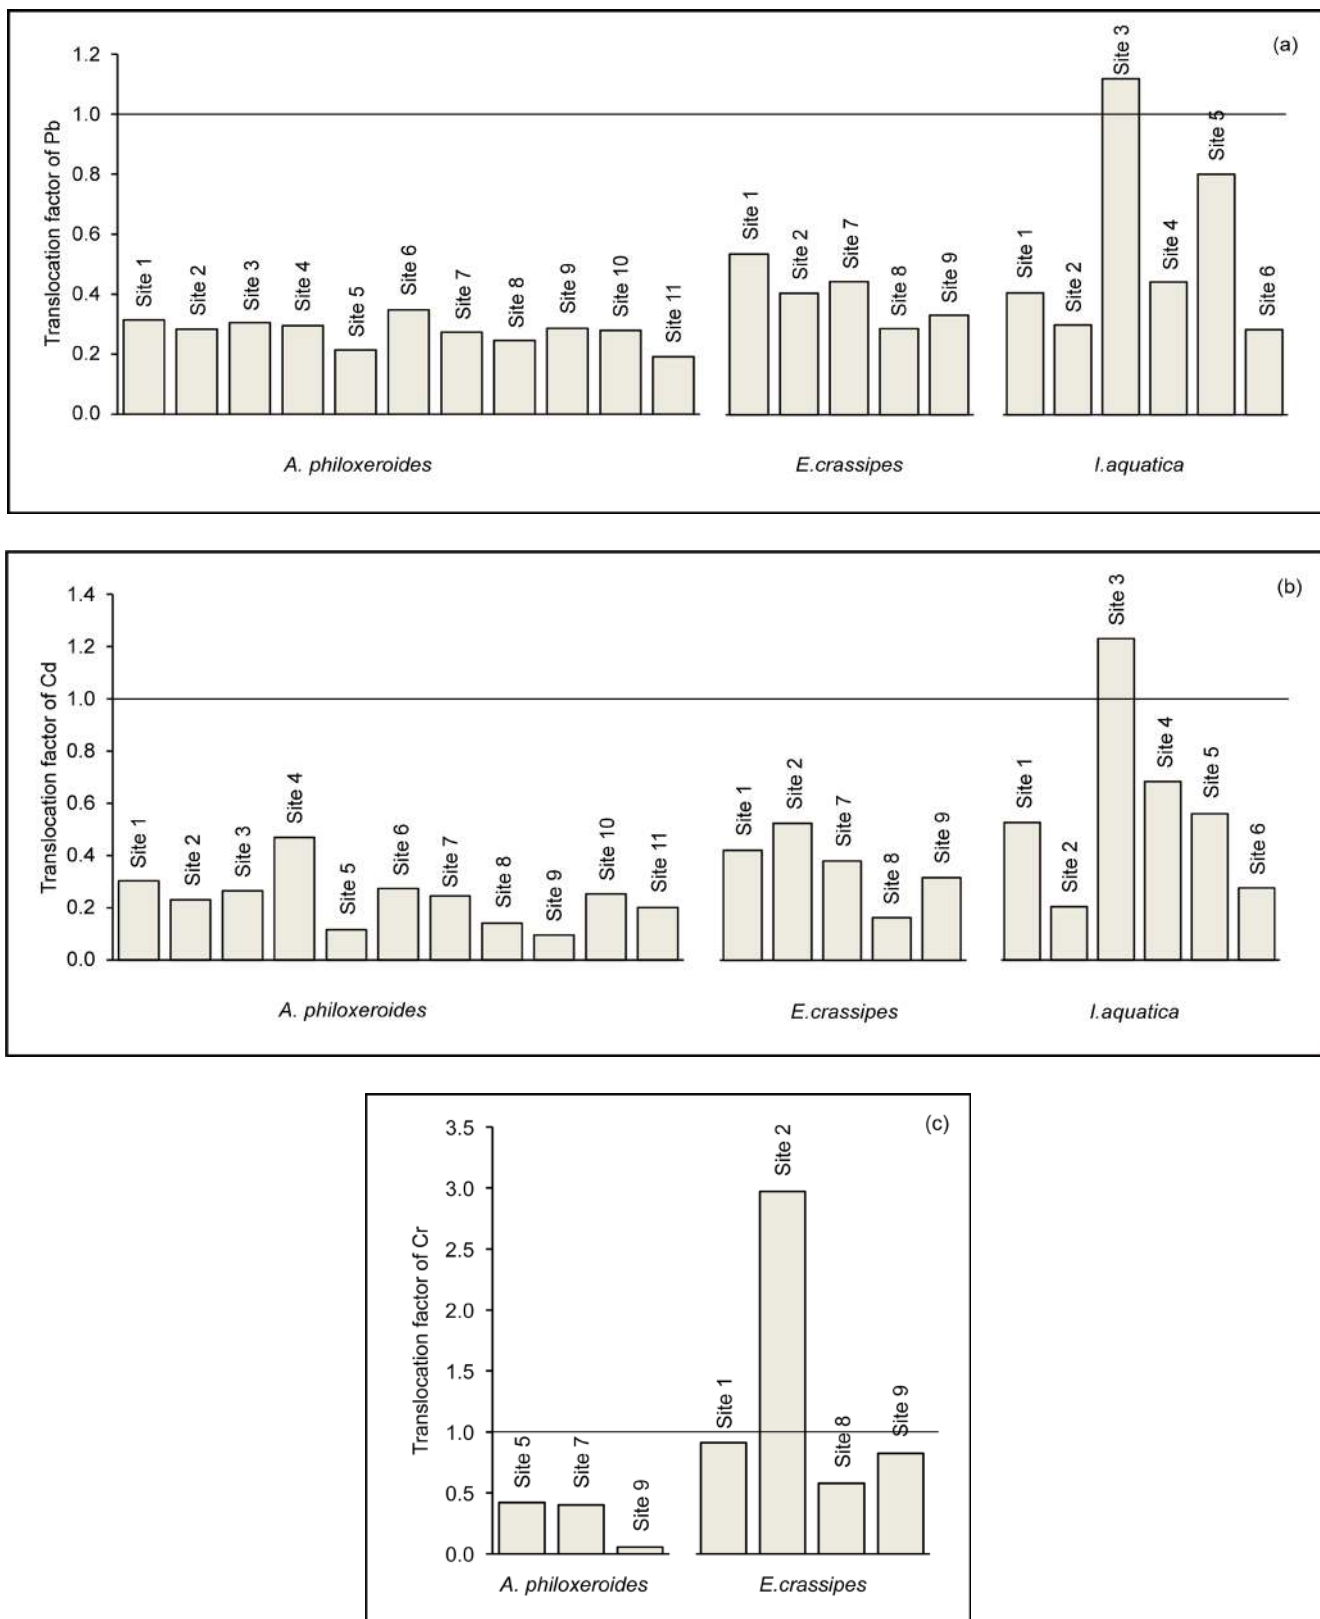 (a)
Translocation factor of Pb
1.2
1.0
0.8
0.6
0.4
0.2
0.0
Site 1
Site 2
Site 3
Site 4
Site 5
Site 6
Site 7
Site 8
Site 9
Site 10
Site 11
Site 1
Site 2
Site 7
Site 8
Site 9
Site 1
Site 2
Site 3
Site 4
Site 5
Site 6
A. philoxeroides
E.crassipes
I.aquatica
(b)
Translocation factor of Cd
1.4
1.2
1.0
0.8
0.6
0.4
0.2
0.0
Site 1
Site 2
Site 3
Site 4
Site 5
Site 6
Site 7
Site 8
Site 9
Site 10
Site 11
Site 1
Site 2
Site 7
Site 8
Site 9
Site 1
Site 2
Site 3
Site 4
Site 5
Site 6
A. philoxeroides
E.crassipes
I.aquatica
(c)
Translocation factor of Cr
3.5
3.0
2.5
2.0
1.5
1.0
0.5
0.0
Site 5
Site 7
Site 9
Site 1
Site 2
Site 8
Site 9
A. philoxeroides
E.crassipes